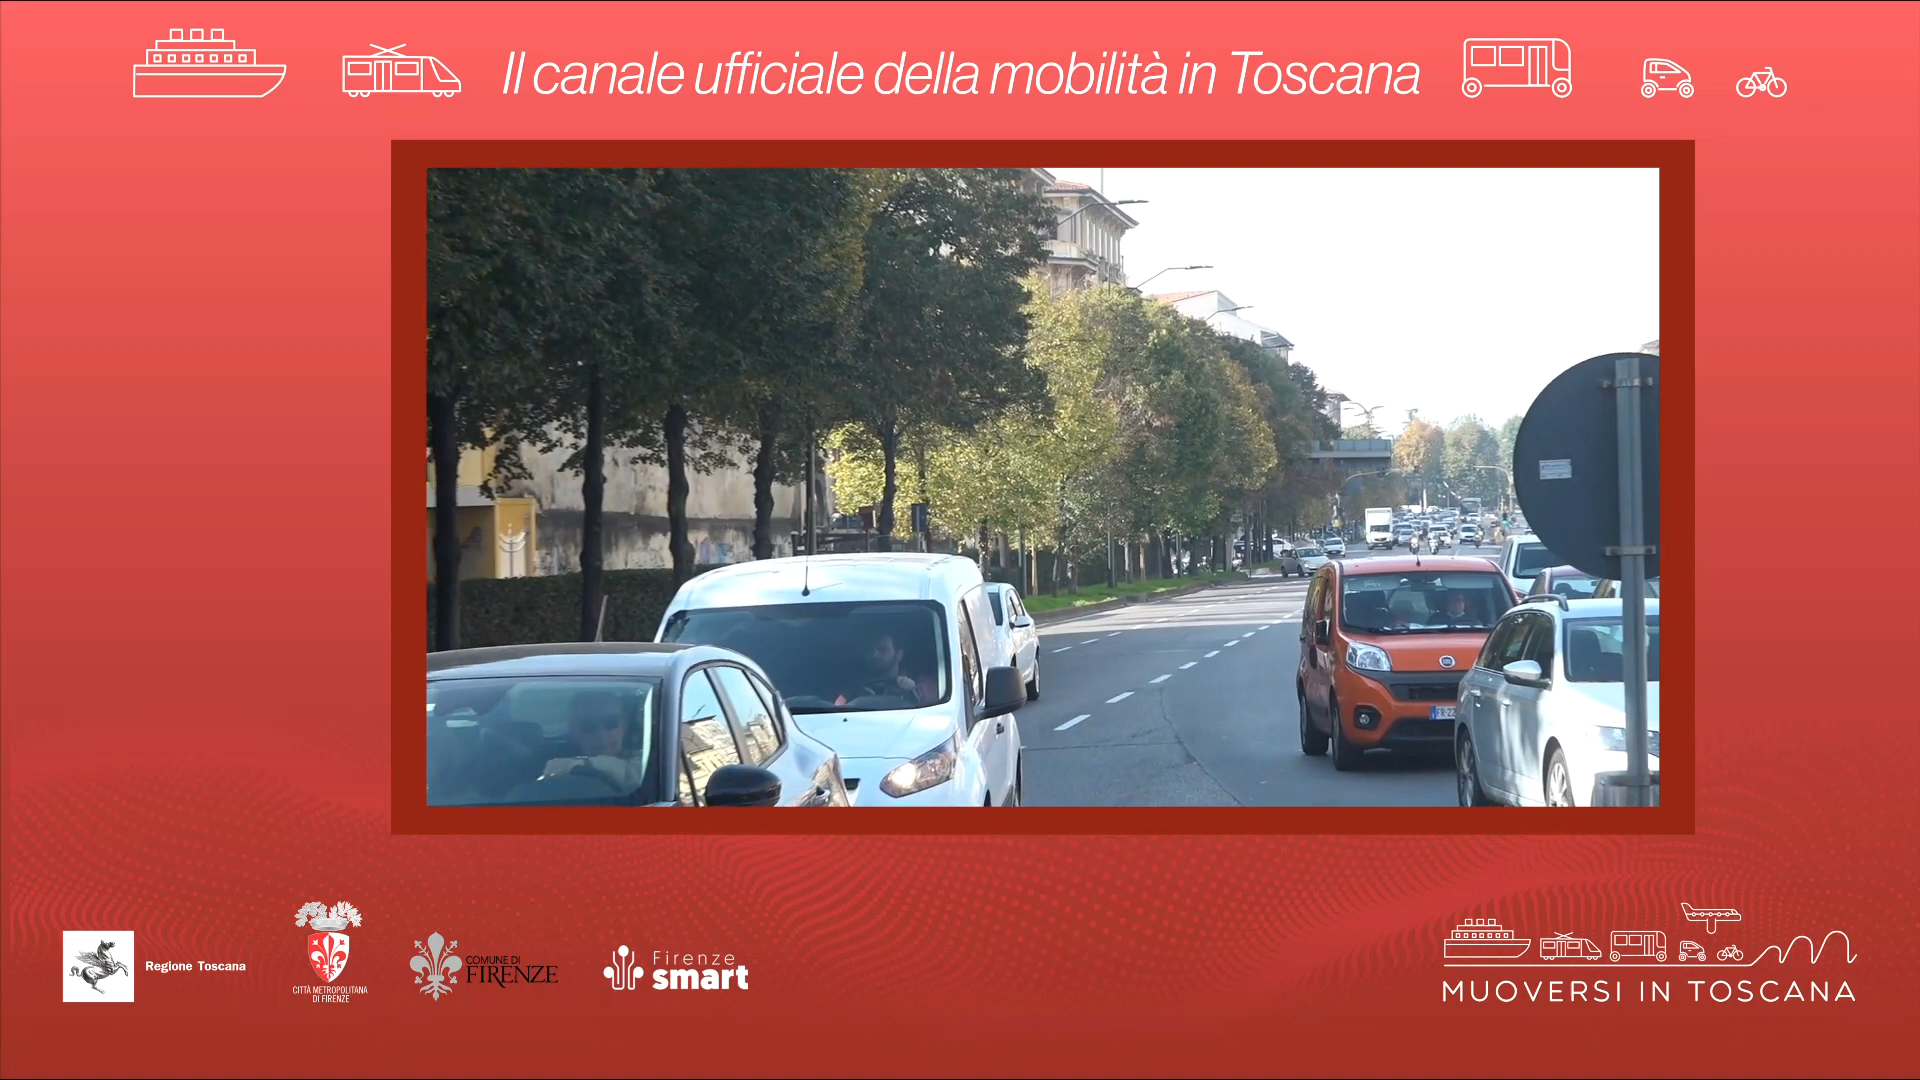 Il canale ufficiale della mobilità in Toscana
Regione Toscana
CITTÀ METROPOLITANA
DI FIRENZE
COMUNE DI
FIRENZE
Firenze
smart
MUOVERSI IN TOSCANA